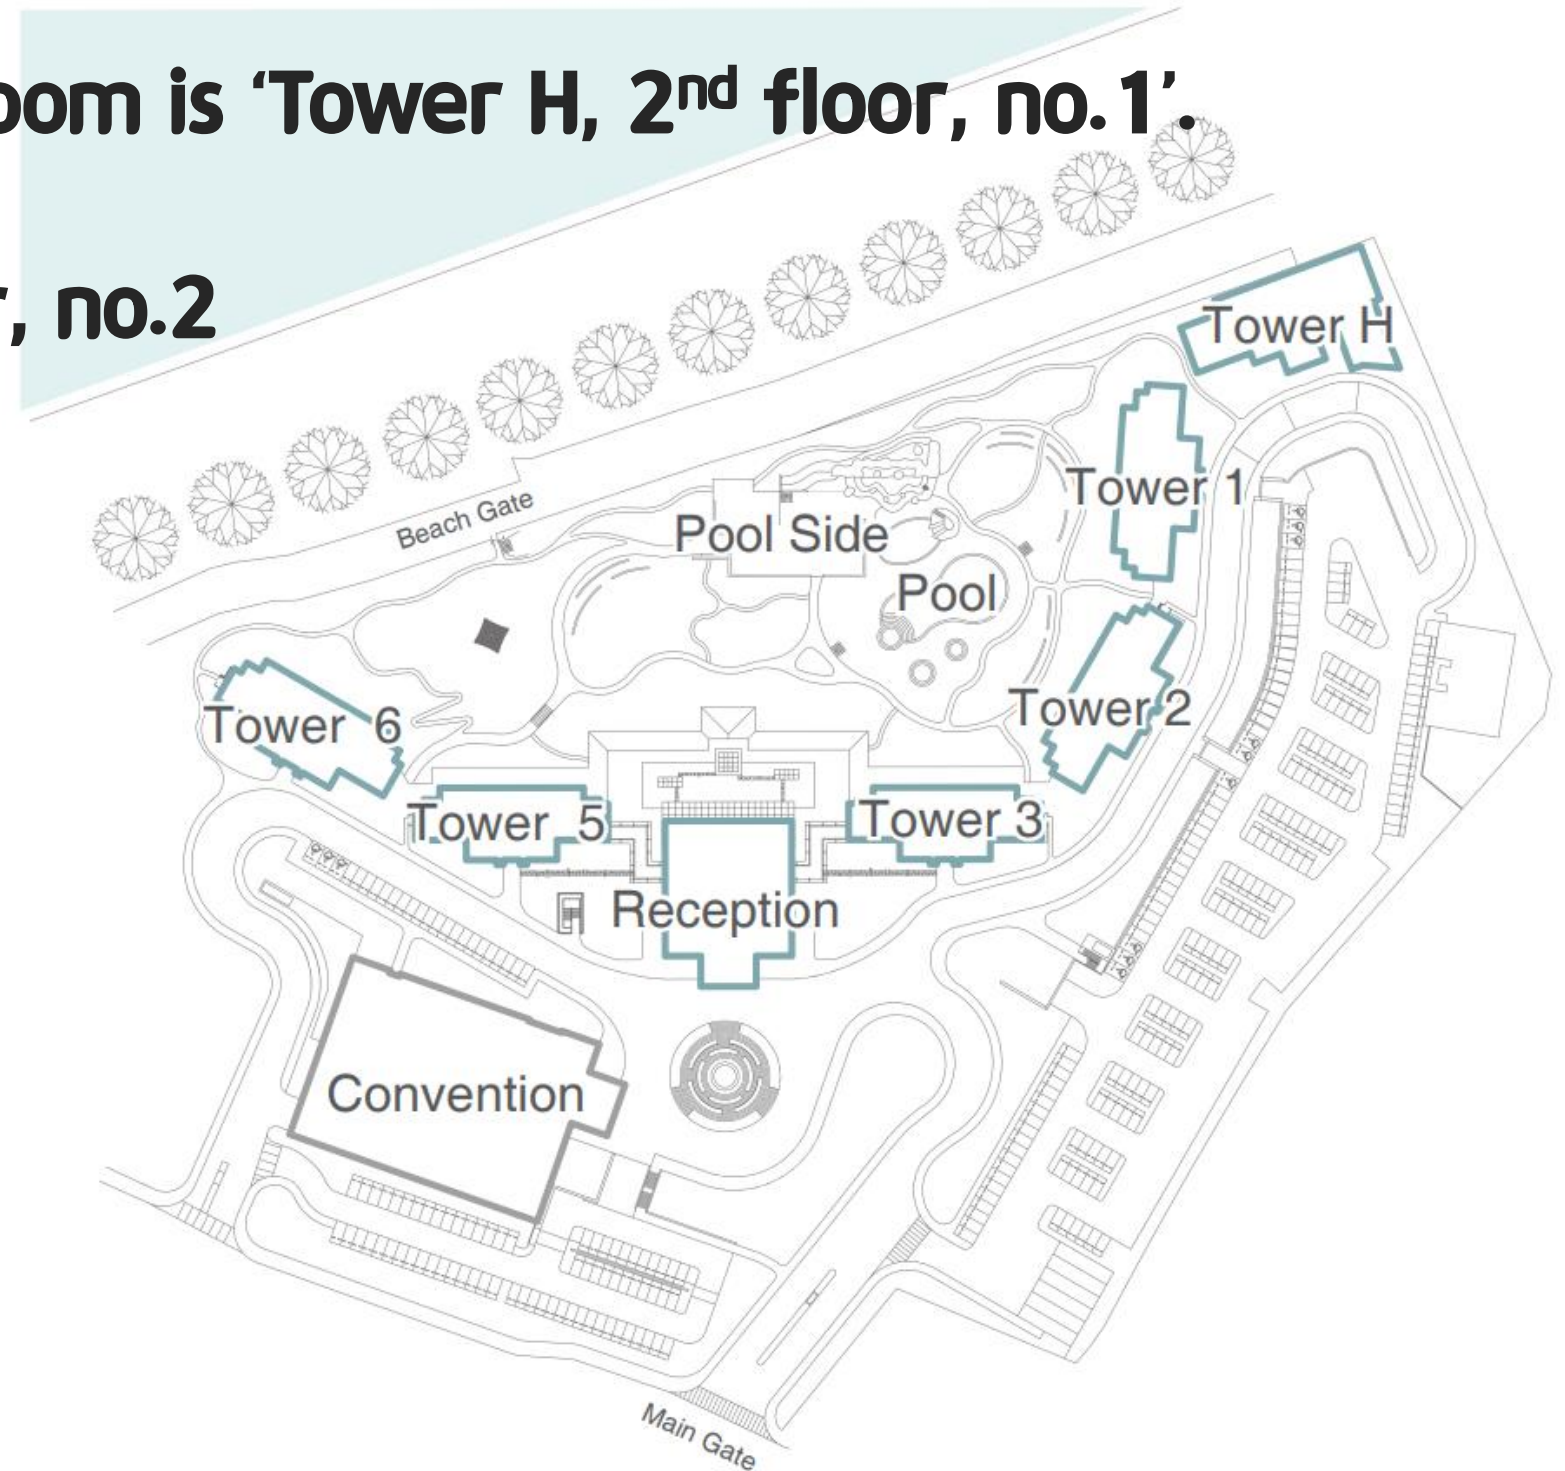 oom is ‘Tower H, 2nd floor, no.1’.
r, no.2
Tower H
Tower 1
Beach Gate
Pool Side
Pool
Tower 2
Tower 6
Tower 5
Tower 3
Reception
Convention
Main Gate